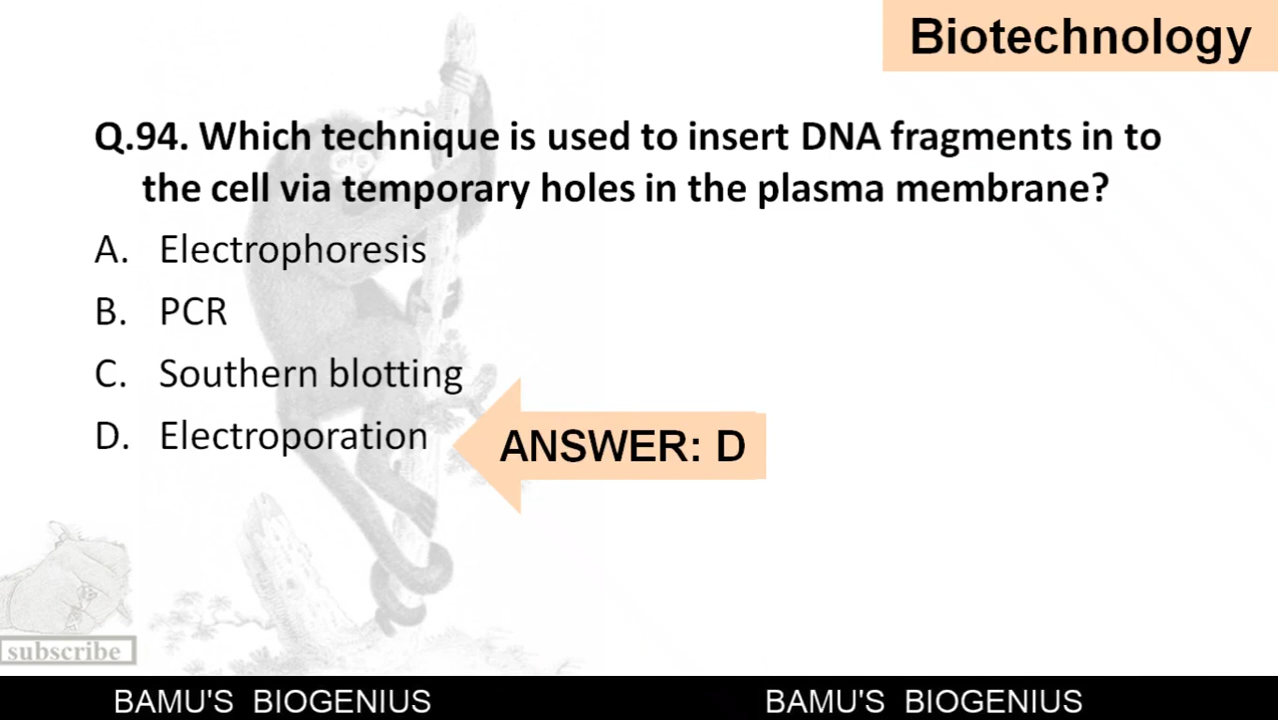 Biotechnology
Q.94. Which technique is used to insert DNA fragments in to
the cell via temporary holes in the plasma membrane?
A. Electrophoresis
B. PCR
C. Southern blotting
D. Electroporation
ANSWER: D
subscribe
BAMU'S BIOGENIUS BAMU'S BIOGENIUS